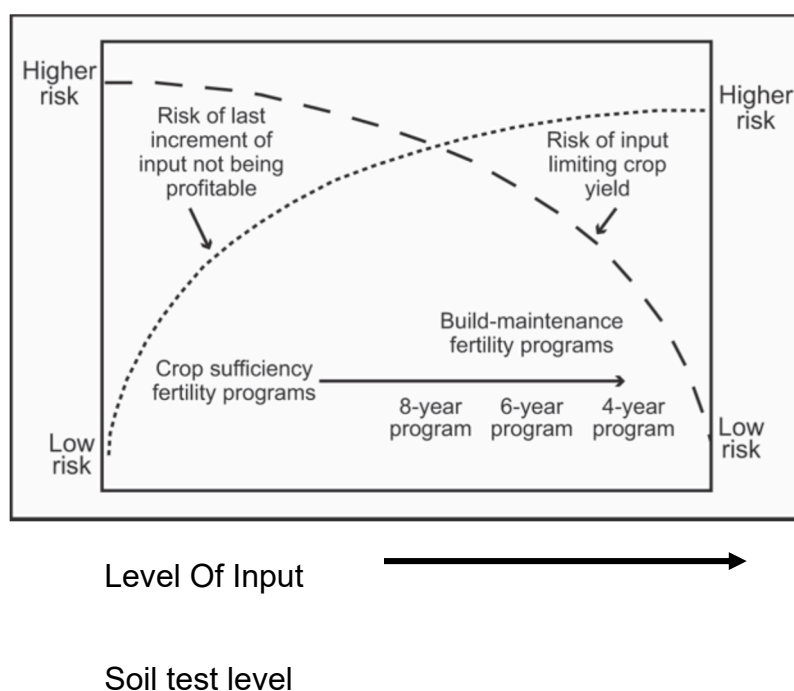 Higher
risk
Risk of last
increment of
input not being
profitable
Higher
risk
Risk of input
limiting crop
yield
Build-maintenance
fertility programs
Crop sufficiency
fertility programs
8-year
program
6-year
program
4-year
program
Low
risk
Low
risk
Level Of Input
Soil test level